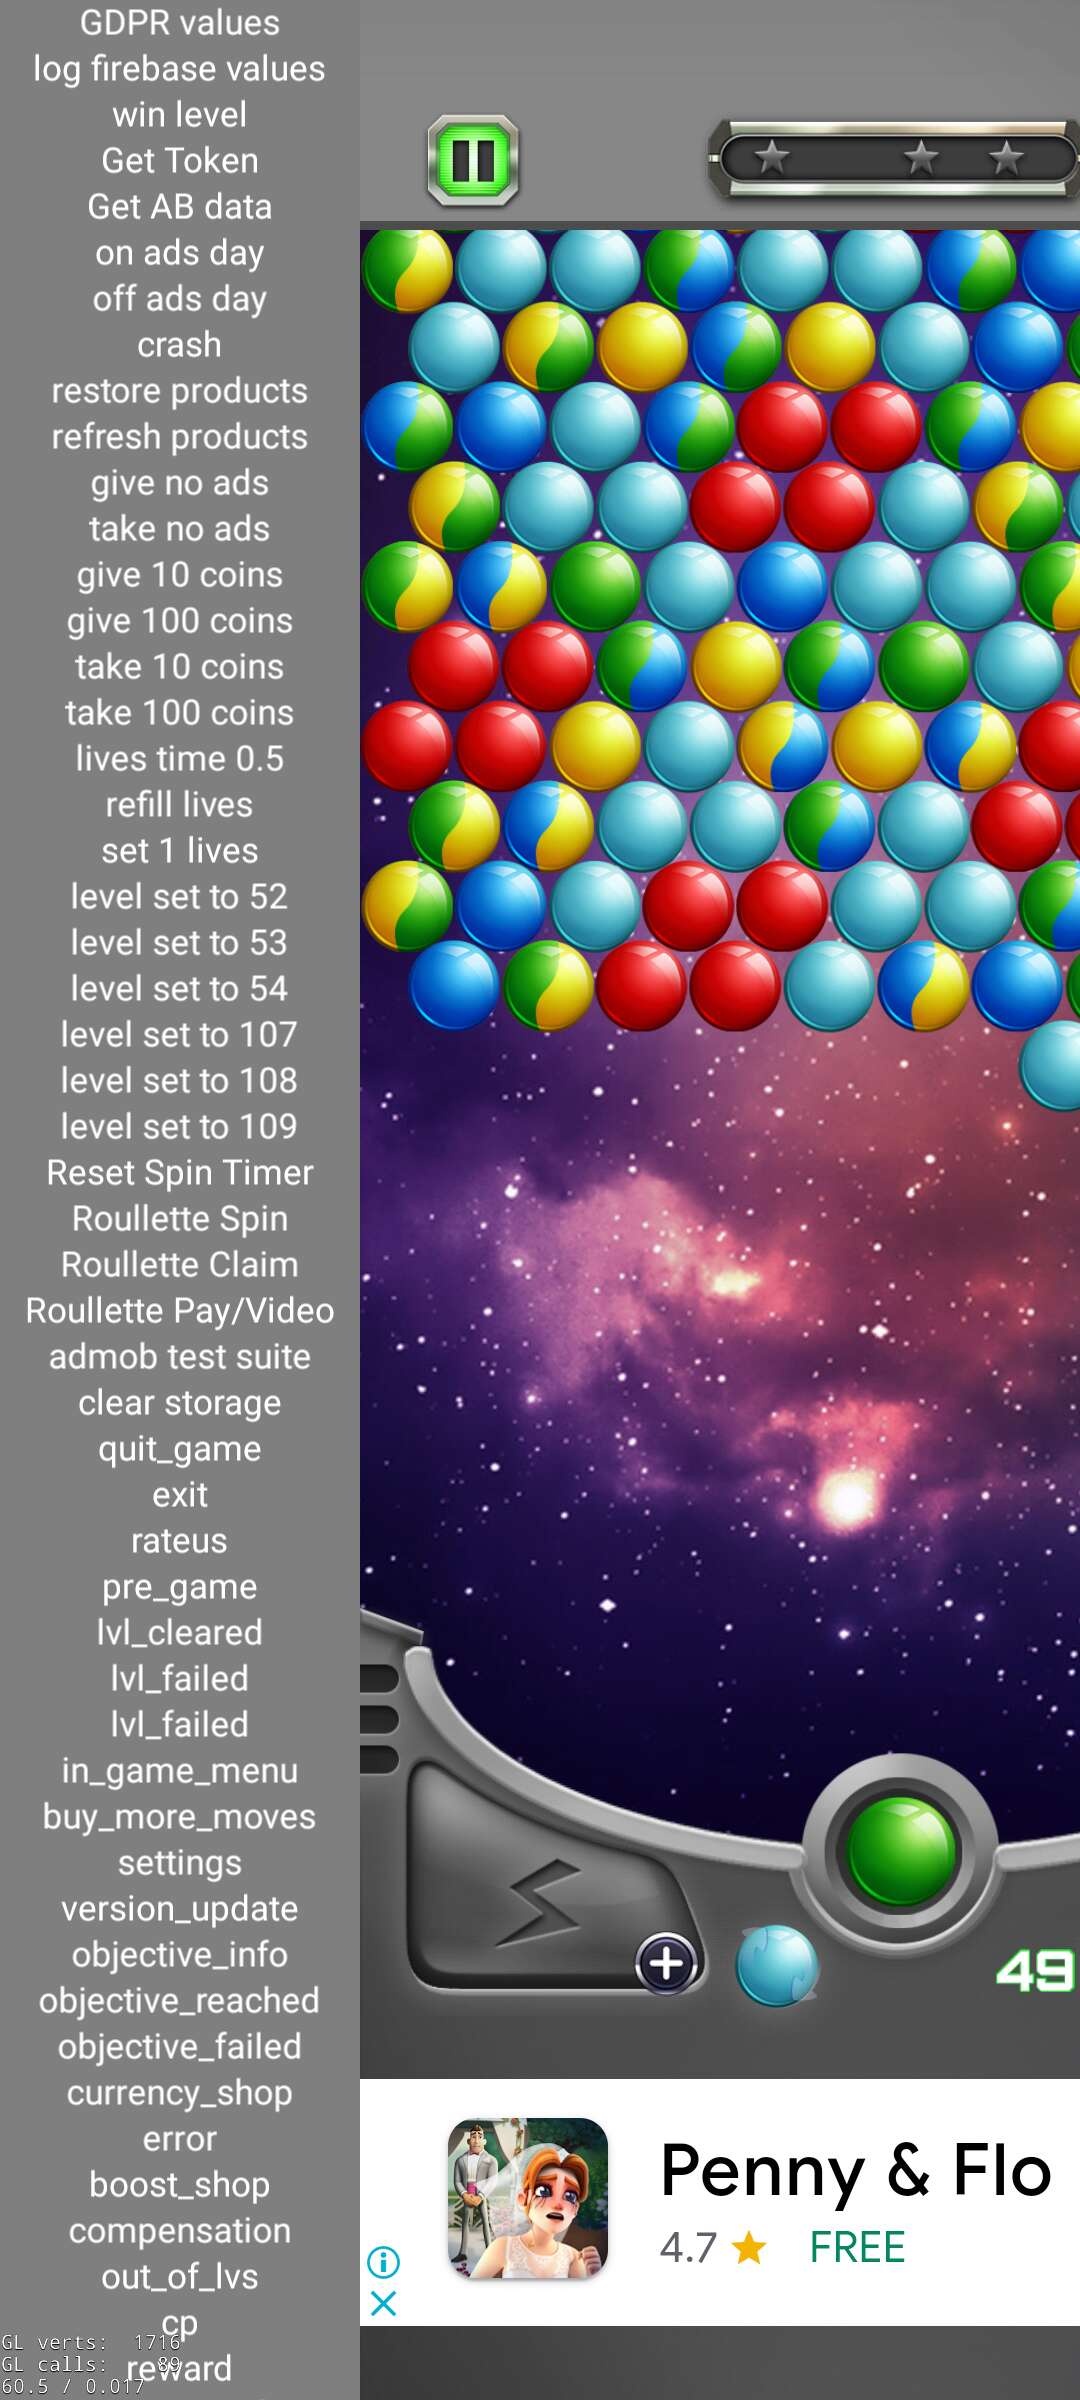 GDPR values
log firebase values
win level
Get Token
Get AB data
on ads day
off ads day
crash
restore products
refresh products
give no ads
take no ads
give 10 coins
give 100 coins
take 10 coins
take 100 coins
lives time 0.5
refill lives
set 1 lives
level set to 52
level set to 53
level set to 54
level set to 107
level set to 108
level set to 109
Reset Spin Timer
Roullette Spin
Roullette Claim
Roullette Pay/Video
admob test suite
clear storage
quit_game
exit
rateus
pre_game
lvl_cleared
lvl_failed
lvl_failed
in_game_menu
buy_more_moves
settings
version_update
objective_info
objective_reached
objective_failed
currency_shop
error
boost_shop
compensation
out_of_lvs
cp
reward
GL verts: 1716
GL calls: 89
60.5 / 0.017
49
Penny & Flo
4.7 ★ FREE